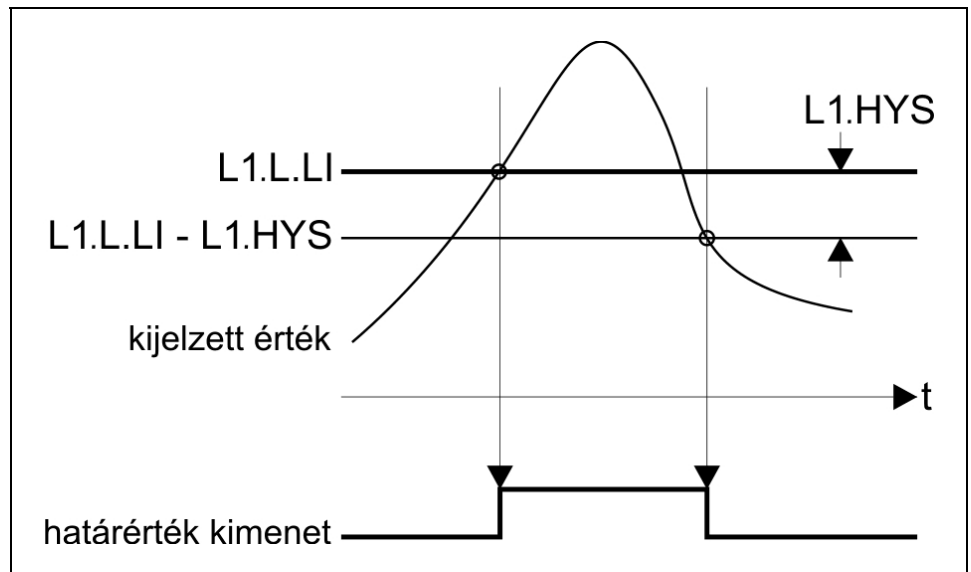 L1.HYS
L1.L.LI
L1.L.LI - L1.HYS
kijelzett érték
t
határérték kimenet